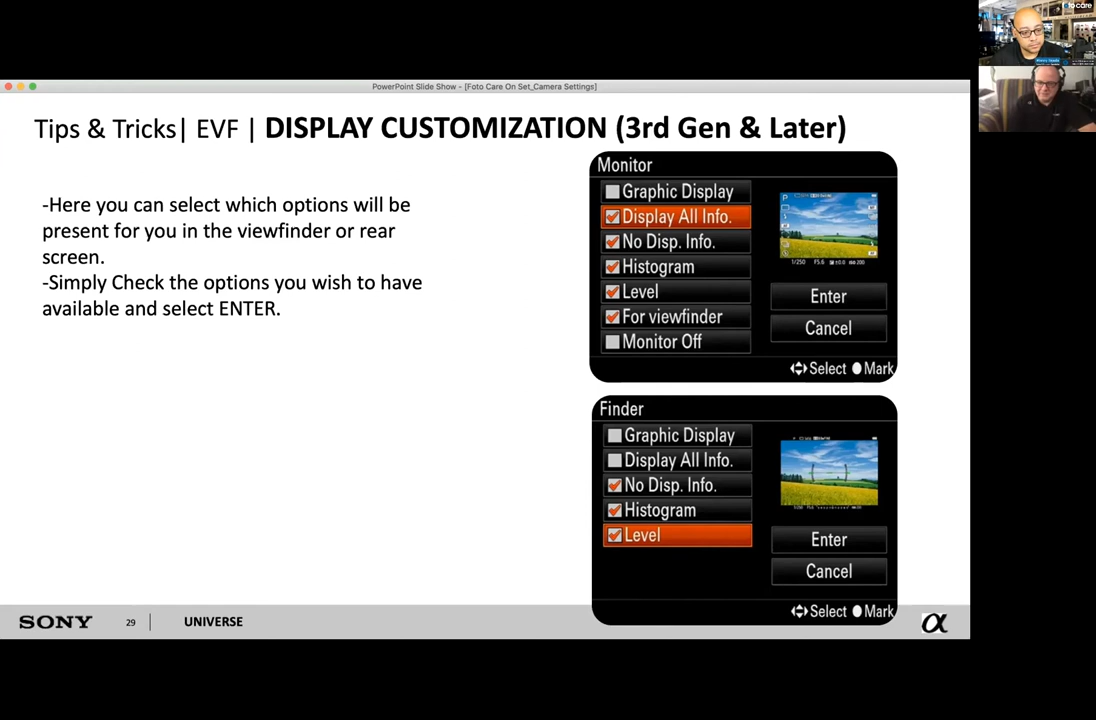 PowerPoint Slide Show - [Foto Care On Set_Camera Settings]
Tips & Tricks| EVF | DISPLAY CUSTOMIZATION (3rd Gen & Later)
-Here you can select which options will be
present for you in the viewfinder or rear
screen.
-Simply Check the options you wish to have
available and select ENTER.
Monitor
Graphic Display
Display All Info.
No Disp. Info.
Histogram
Level
For viewfinder
Monitor Off
Enter
Cancel
Select Mark
Finder
Graphic Display
Display All Info.
No Disp. Info.
Histogram
Level
Enter
Cancel
Select Mark
SONY 29 UNIVERSE α